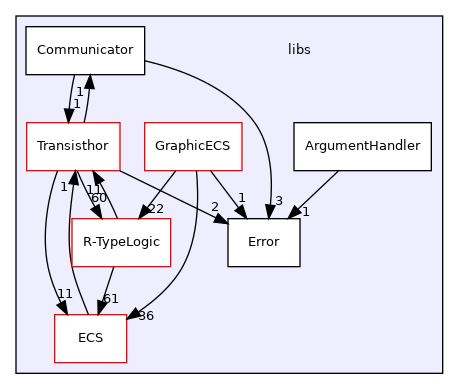 libs
Communicator
1
1
Transisthor
GraphicECS
ArgumentHandler
1
11
60
22
2
1
3
1
R-TypeLogic
Error
11
61
36
ECS